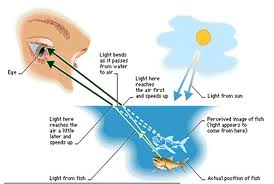 Light bends
as it passes
from water
to air
Eye
Light here
reaches
the air first
and speeds up
Light from sun
Light here
reaches the
air a little
later and
speeds up
Perceived image of fish
(light appears to
come from here)
Light from fish
Actual position of fish